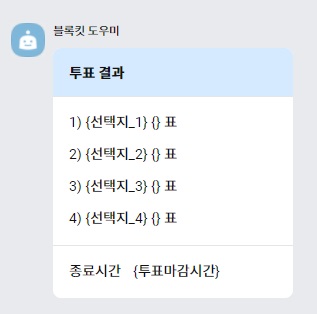 블록킷 도우미
투표 결과
1) {선택지_1} {} 표
2) {선택지_2} {} 표
3) {선택지_3} {} 표
4) {선택지_4} {} 표
종료시간 {투표마감시간}